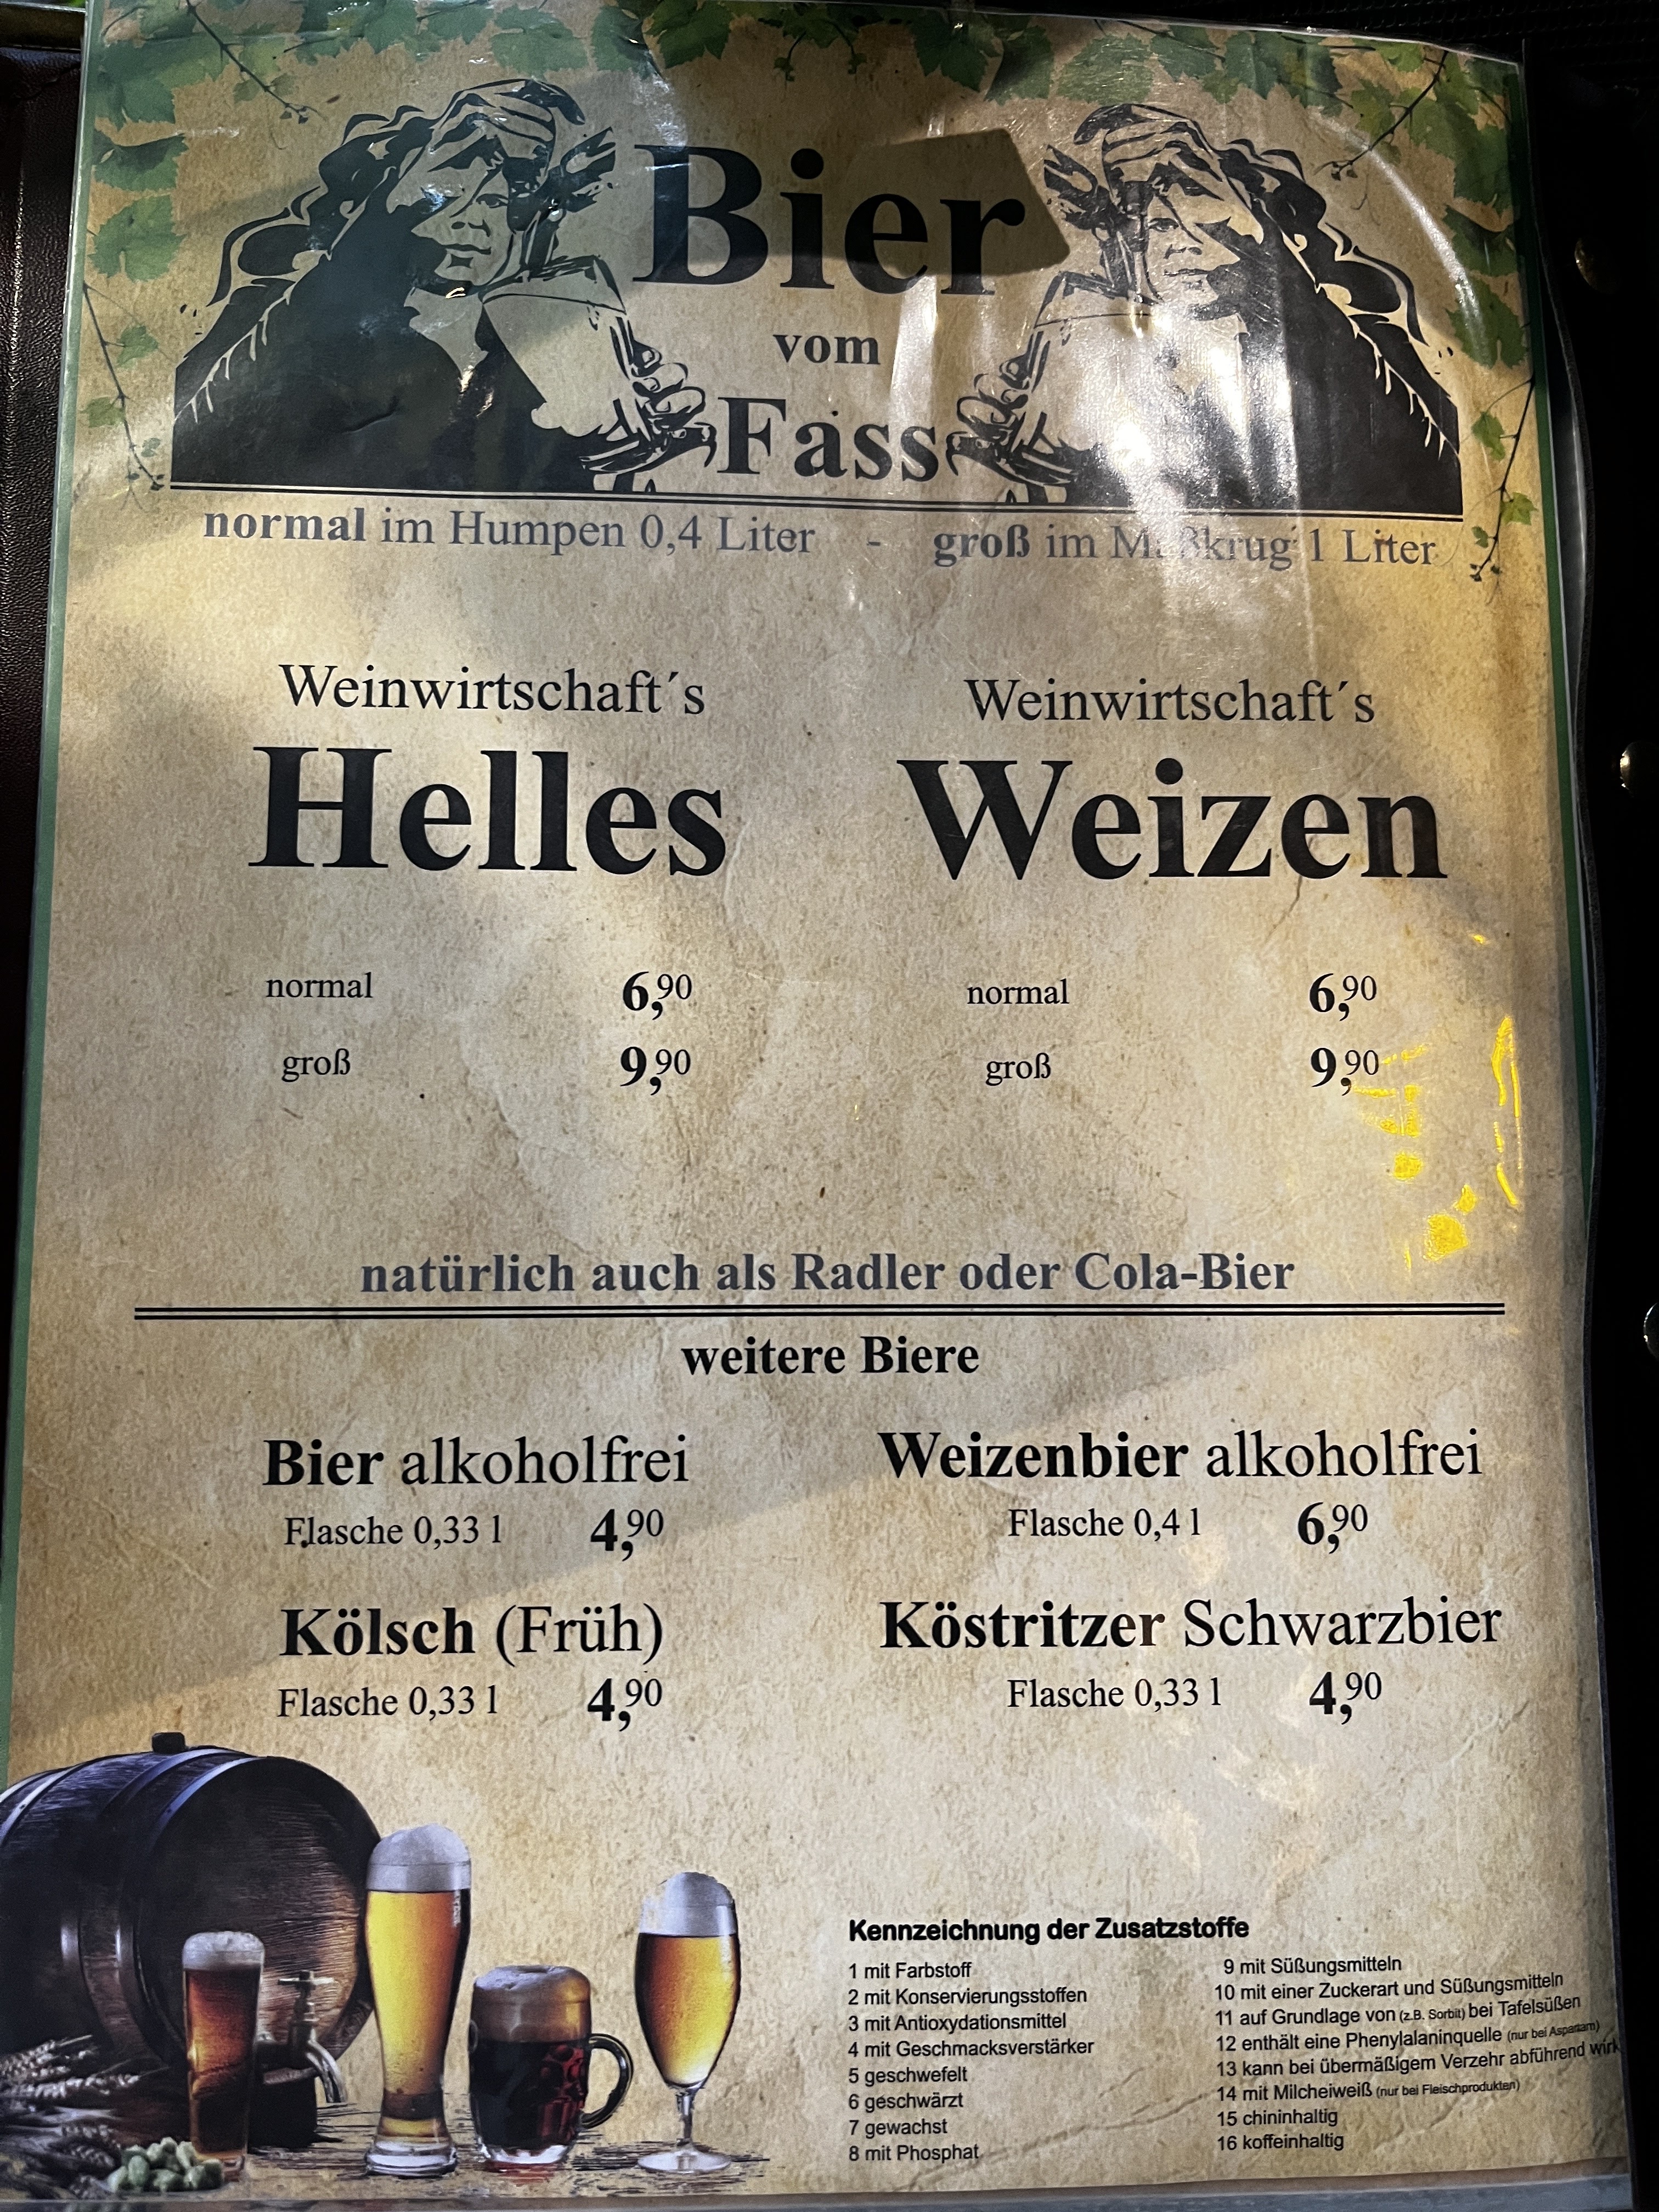 Bier
vom
Fass
normal im Humpen 0,4 Liter - groß im Maßkrug 1 Liter
Weinwirtschaft´s
Helles
normal 6,90
groß 9,90
Weinwirtschaft´s
Weizen
normal 6,90
groß 9,90
natürlich auch als Radler oder Cola-Bier
weitere Biere
Bier alkoholfrei
Flasche 0,33 l 4,90
Weizenbier alkoholfrei
Flasche 0,4 l 6,90
Kölsch (Früh)
Flasche 0,33 l 4,90
Köstritzer Schwarzbier
Flasche 0,33 l 4,90
Kennzeichnung der Zusatzstoffe
1 mit Farbstoff
2 mit Konservierungsstoffen
3 mit Antioxydationsmittel
4 mit Geschmacksverstärker
5 geschwefelt
6 geschwärzt
7 gewachst
8 mit Phosphat
9 mit Süßungsmitteln
10 mit einer Zuckerart und Süßungsmitteln
11 auf Grundlage von (z.B. Sorbit) bei Tafelsüßen
12 enthält eine Phenylalaninquelle (nur bei Aspartam)
13 kann bei übermäßigem Verzehr abführend wirk
14 mit Milcheiweiß (nur bei Fleischprodukten)
15 chininhaltig
16 koffeinhaltig